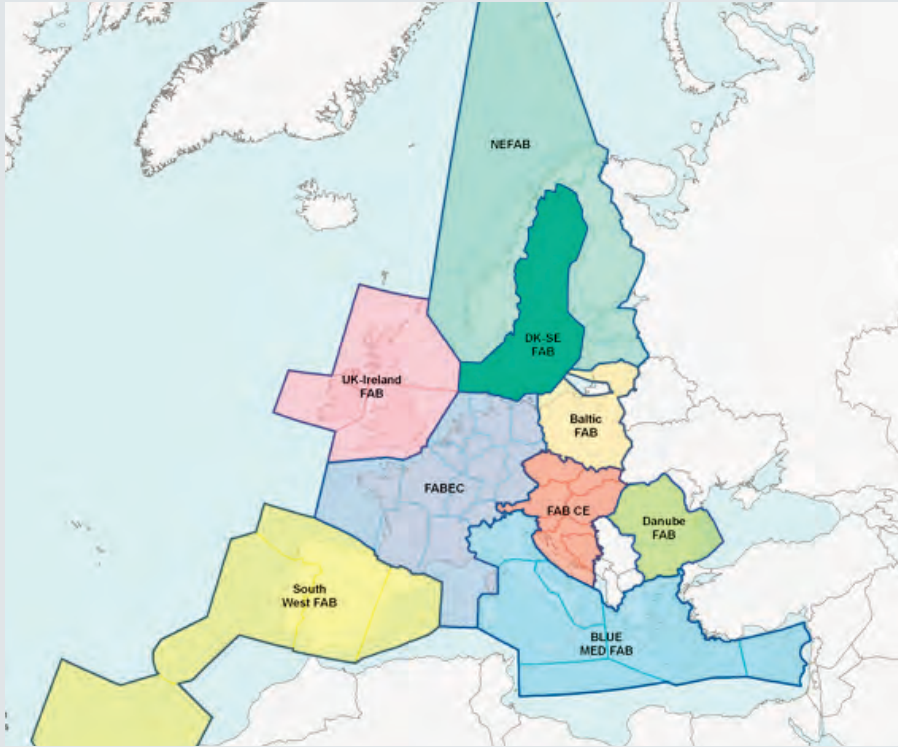 NEFAB
DK-SE
FAB
UK-Ireland
FAB
Baltic
FAB
FABEC
FAB CE
Danube
FAB
South
West FAB
BLUE
MED FAB